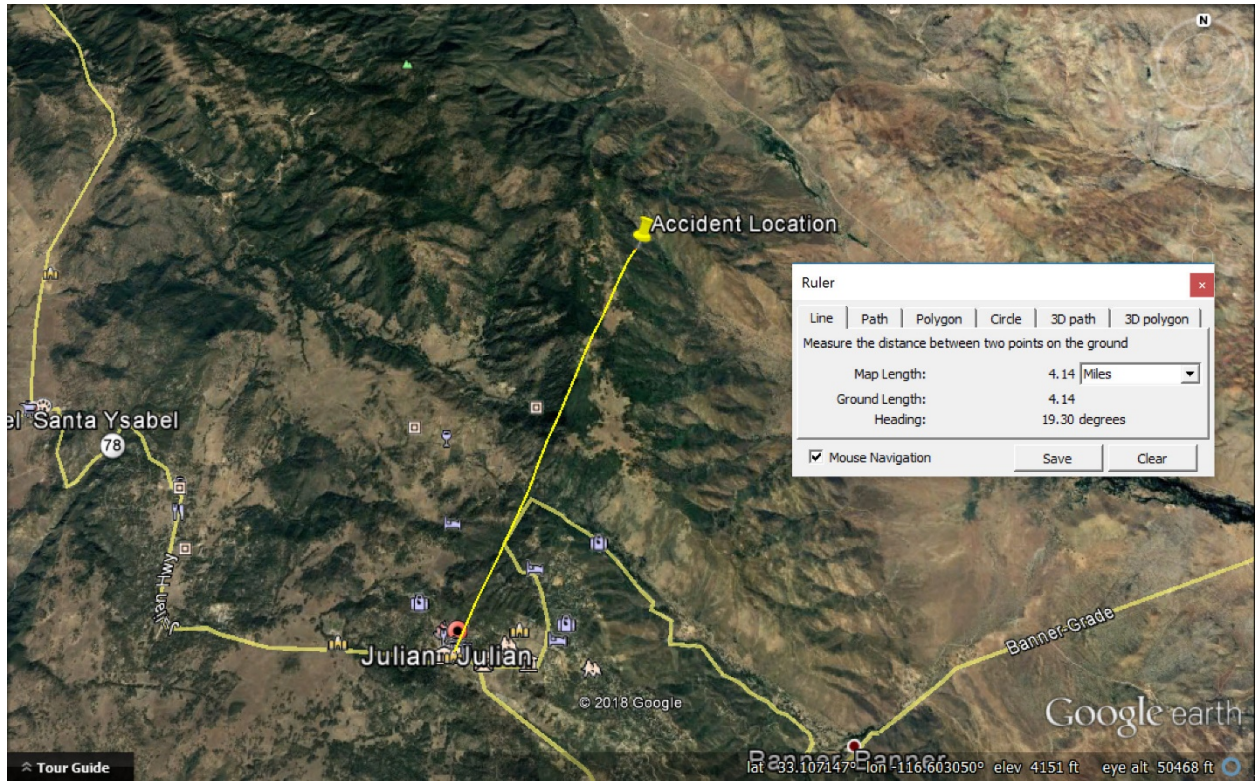 N
Accident Location
Ruler
Line Path Polygon Circle 3D path 3D polygon
Measure the distance between two points on the ground
Map Length: 4.14 Miles
Ground Length: 4.14
Heading: 19.30 degrees
Mouse Navigation Save Clear
el Santa Ysabel
78
Hwy
Banner-Grade
Julian Julian
© 2018 Google
Google earth
Banner Banner
Tour Guide
lat 33.107147° lon -116.603050° elev 4151 ft eye alt 50468 ft